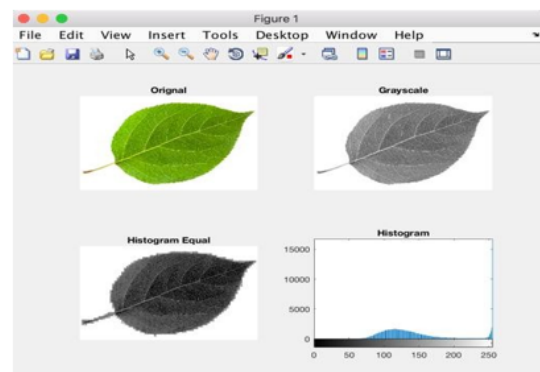 Figure 1
File Edit View Insert Tools Desktop Window Help
Orignal
Grayscale
Histogram Equal
Histogram
15000
10000
5000
0
0 50 100 150 200 250